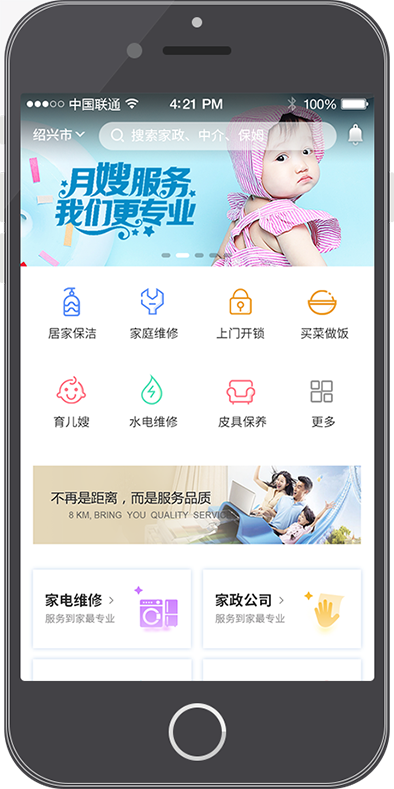 中国联通 4:21 PM 100%
绍兴市 搜索家政、中介、保姆
月嫂服务
我们更专业
居家保洁 家庭维修 上门开锁 买菜做饭
育儿嫂 水电维修 皮具保养 更多
不再是距离，而是服务品质
8 KM, BRING YOU QUALITY SERVIC
家电维修 家政公司
服务到家最专业 服务到家最专业